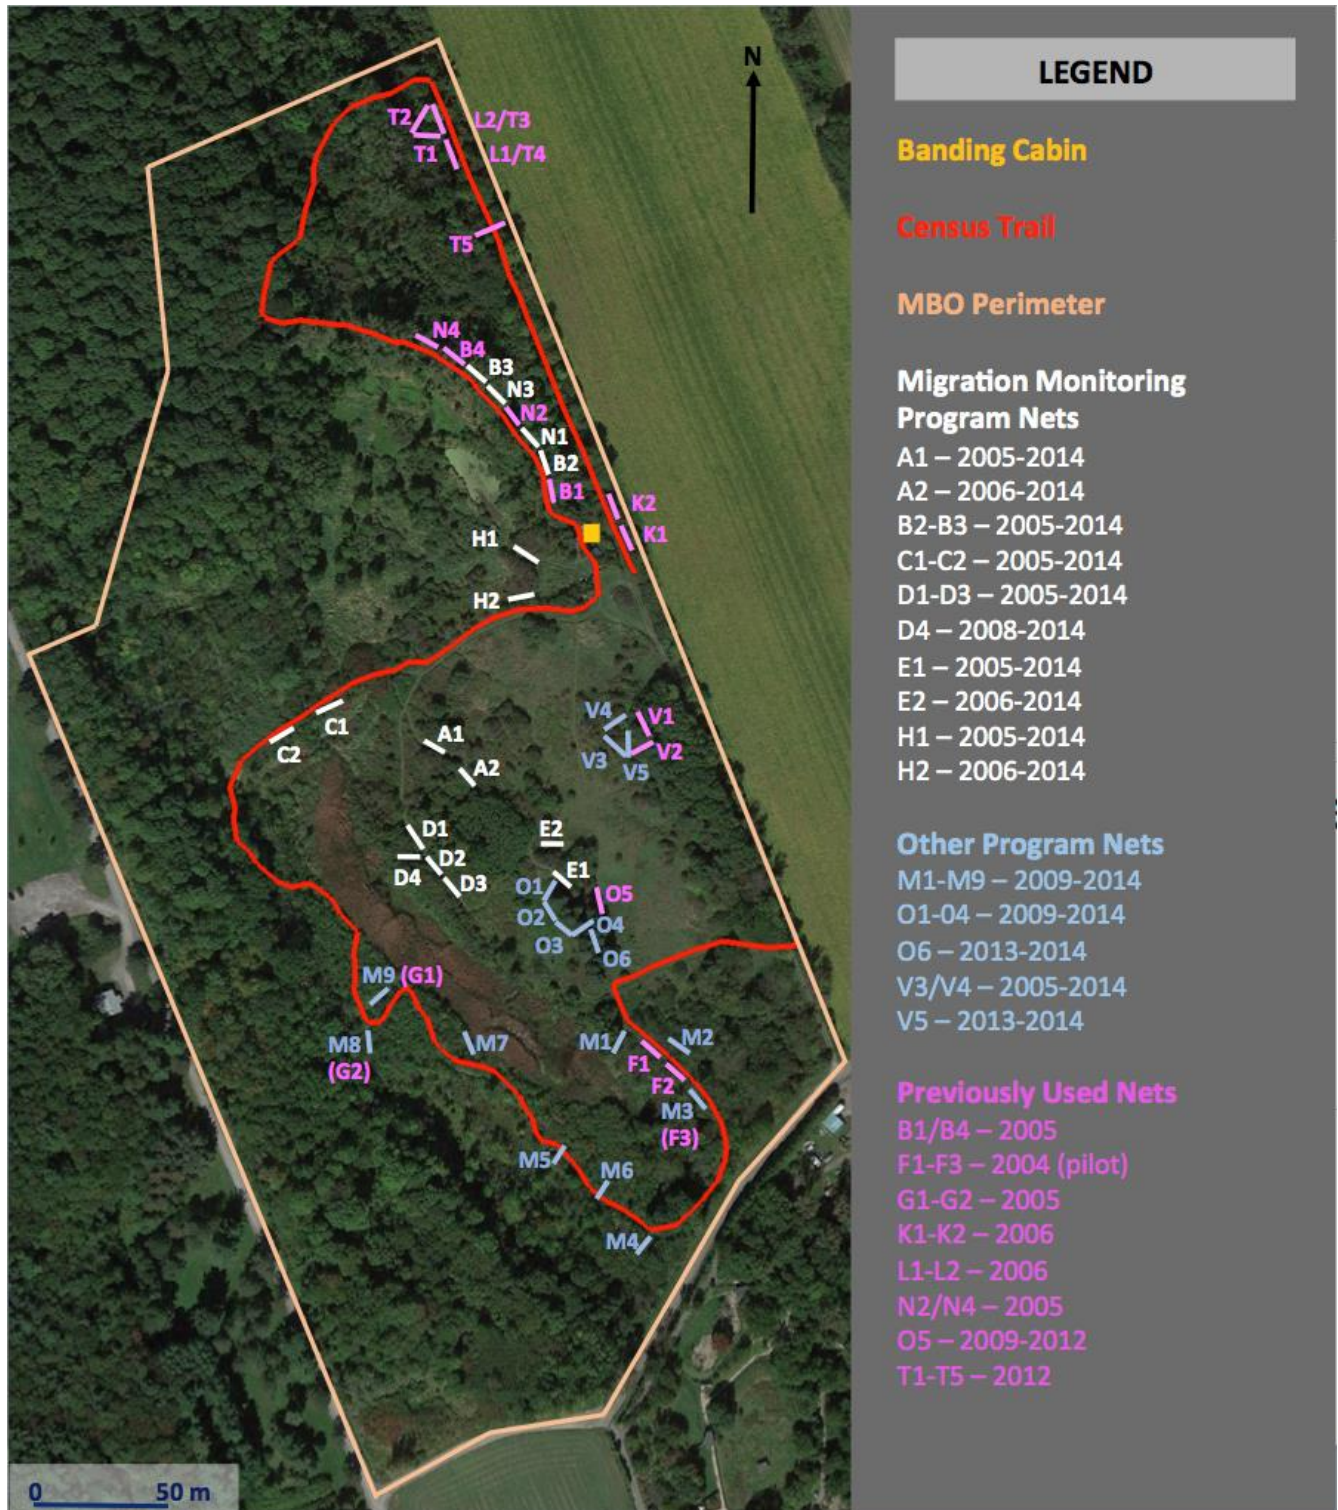 N
T2
L2/T3
T1
L1/T4
T5
N4
B4
B3
N3
N2
N1
B2
B1
K2
K1
H1
H2
V4
V1
C1
A1
C2
V3
V5
V2
A2
D1
E2
D2
D4
D3
E1
O1
O5
O2
O4
O3
O6
M9 (G1)
M8
(G2)
M7
M1
M2
F1
F2
M3
(F3)
M5
M6
M4
0 50 m
LEGEND
Banding Cabin
Census Trail
MBO Perimeter
Migration Monitoring
Program Nets
A1 – 2005-2014
A2 – 2006-2014
B2-B3 – 2005-2014
C1-C2 – 2005-2014
D1-D3 – 2005-2014
D4 – 2008-2014
E1 – 2005-2014
E2 – 2006-2014
H1 – 2005-2014
H2 – 2006-2014
Other Program Nets
M1-M9 – 2009-2014
O1-04 – 2009-2014
O6 – 2013-2014
V3/V4 – 2005-2014
V5 – 2013-2014
Previously Used Nets
B1/B4 – 2005
F1-F3 – 2004 (pilot)
G1-G2 – 2005
K1-K2 – 2006
L1-L2 – 2006
N2/N4 – 2005
O5 – 2009-2012
T1-T5 – 2012